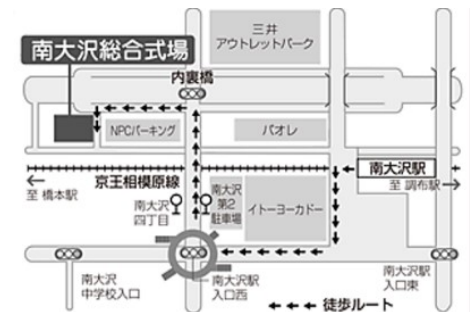 三井
アウトレットパーク
南大沢総合式場
内裏橋
NPCパーキング
パオレ
南大沢駅
京王相模原線
至 橋本駅
至 調布駅
南大沢
四丁目
南大沢
第2
駐車場
イトーヨーカドー
南大沢
中学校入口
南大沢駅
入口西
南大沢駅
入口東
徒歩ルート